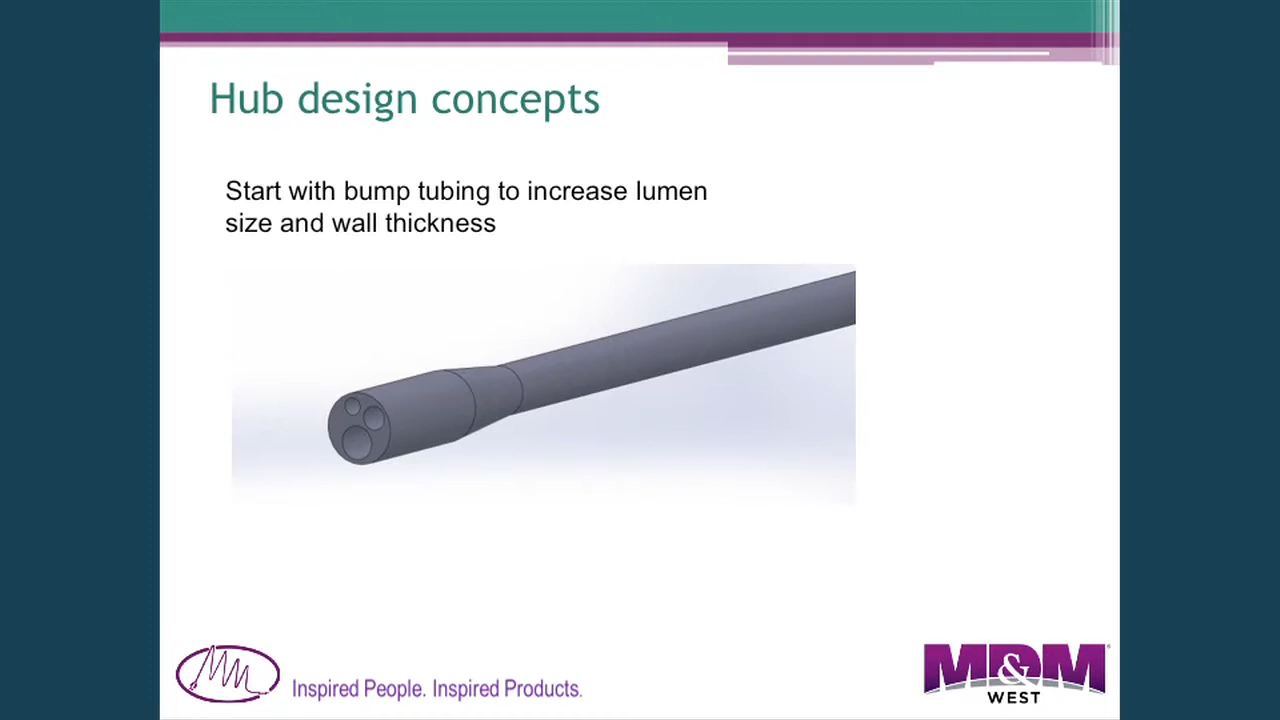 Hub design concepts
Start with bump tubing to increase lumen
size and wall thickness
Inspired People. Inspired Products.
MD&M
WEST